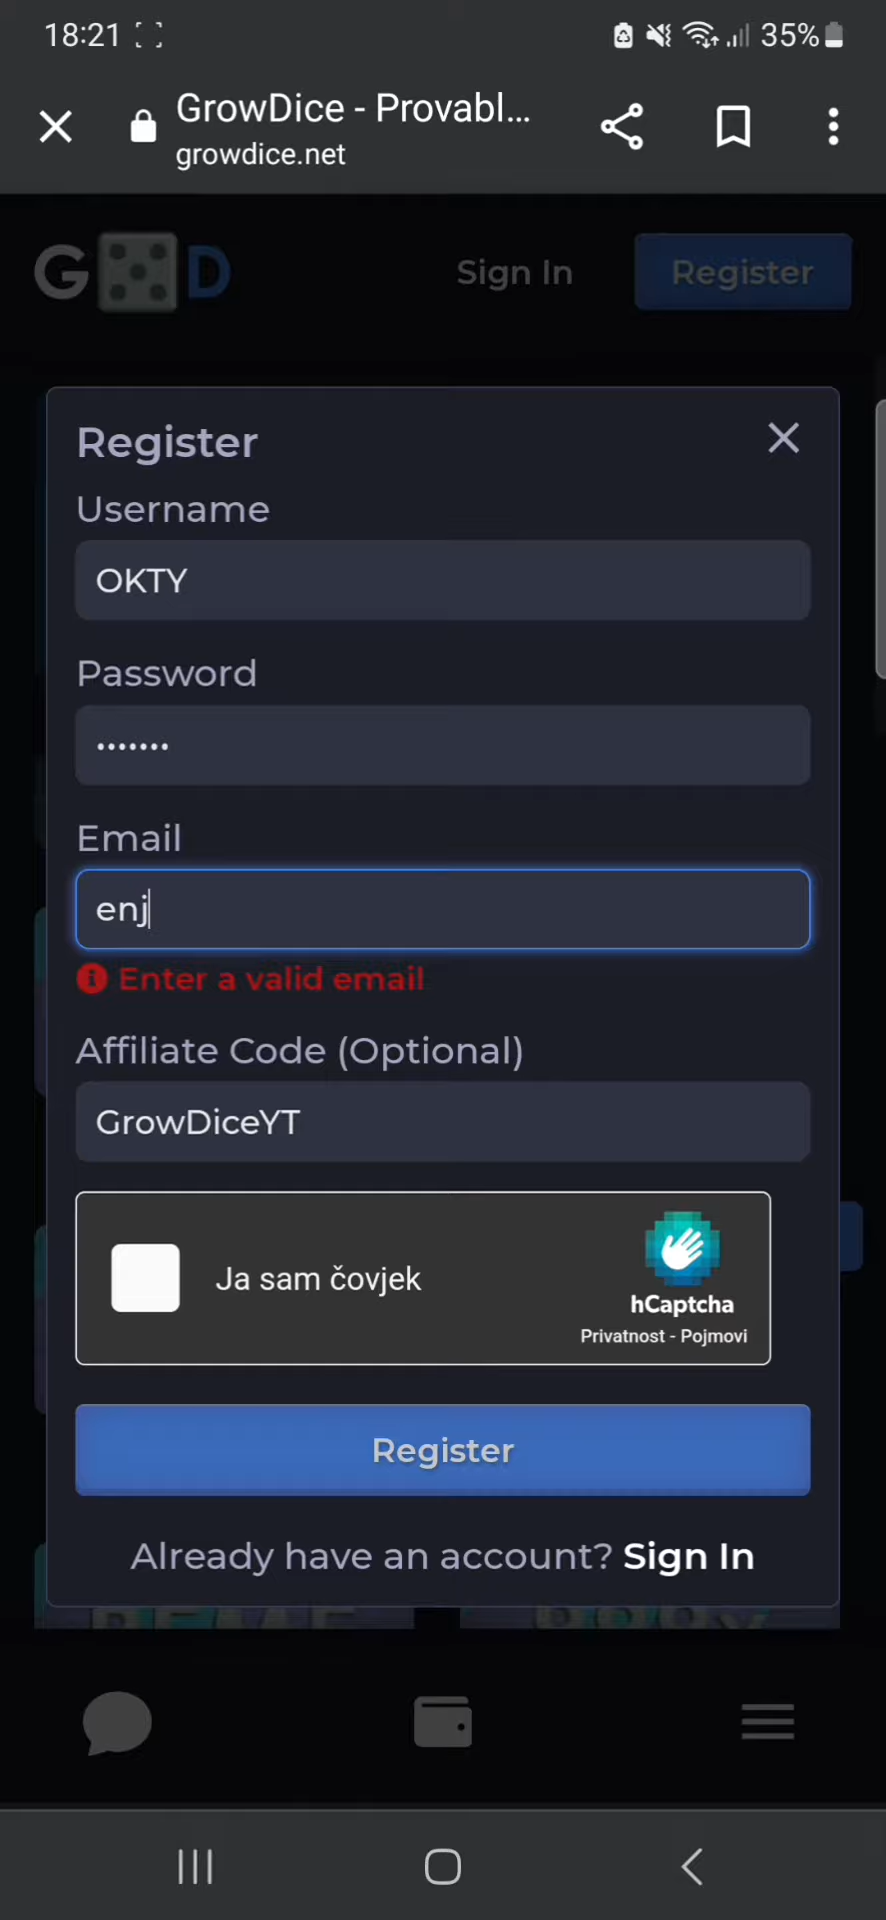 18:21
35%
GrowDice - Provabl...
growdice.net
G D
Sign In
Register
Register
Username
OKTY
Password
•••••••
Email
enj
Enter a valid email
Affiliate Code (Optional)
GrowDiceYT
Ja sam čovjek
hCaptcha
Privatnost - Pojmovi
Register
Already have an account? Sign In